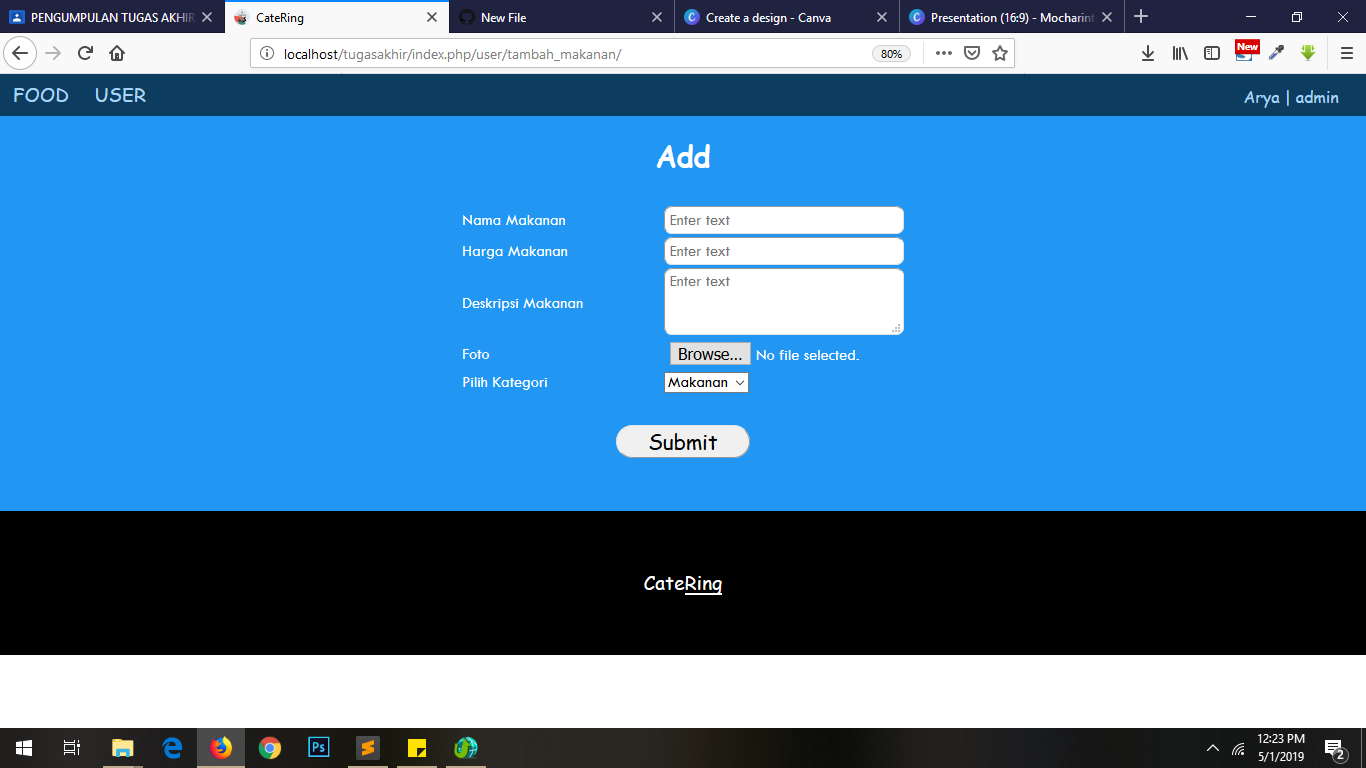 PENGUMPULAN TUGAS AKHIR
CateRing
New File
Create a design - Canva
Presentation (16:9) - Mocharint
localhost/tugasakhir/index.php/user/tambah_makanan/
80%
New
FOOD USER
Arya | admin
Add
Nama Makanan
Enter text
Harga Makanan
Enter text
Deskripsi Makanan
Enter text
Foto
Browse... No file selected.
Pilih Kategori
Makanan
Submit
CateRing
Ps
12:23 PM
5/1/2019
2